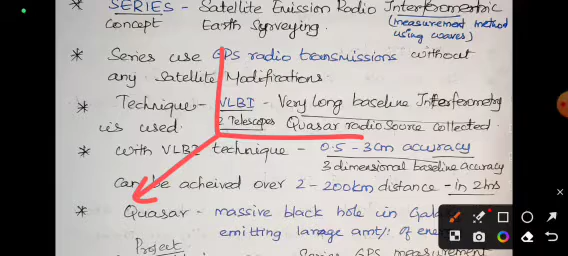 * SERIES - Satellite Emission Radio Interferometric
concept Earth Surveying. (measurement method
using waves)
* Series use GPS radio transmissions without
any Satellite Modifications.
* Technique - VLBI - Very Long baseline Interferometry
is used. 2 Telescopes Quasar radio Source collected.
* with VLBI technique - 0.5 - 3cm accuracy
3 dimensional baseline accuracy
can be acheived over 2 - 200km distance - in 2hrs
* Quasar - massive black hole in
emitting larage amt/: of
Project
GPS